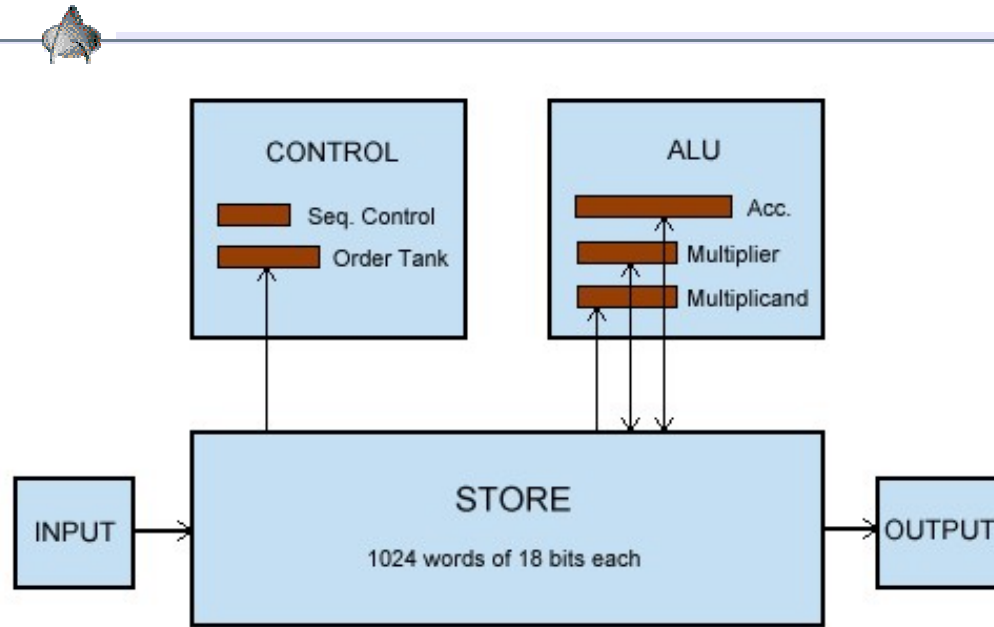 CONTROL
Seq. Control
Order Tank
ALU
Acc.
Multiplier
Multiplicand
INPUT
STORE
1024 words of 18 bits each
OUTPUT